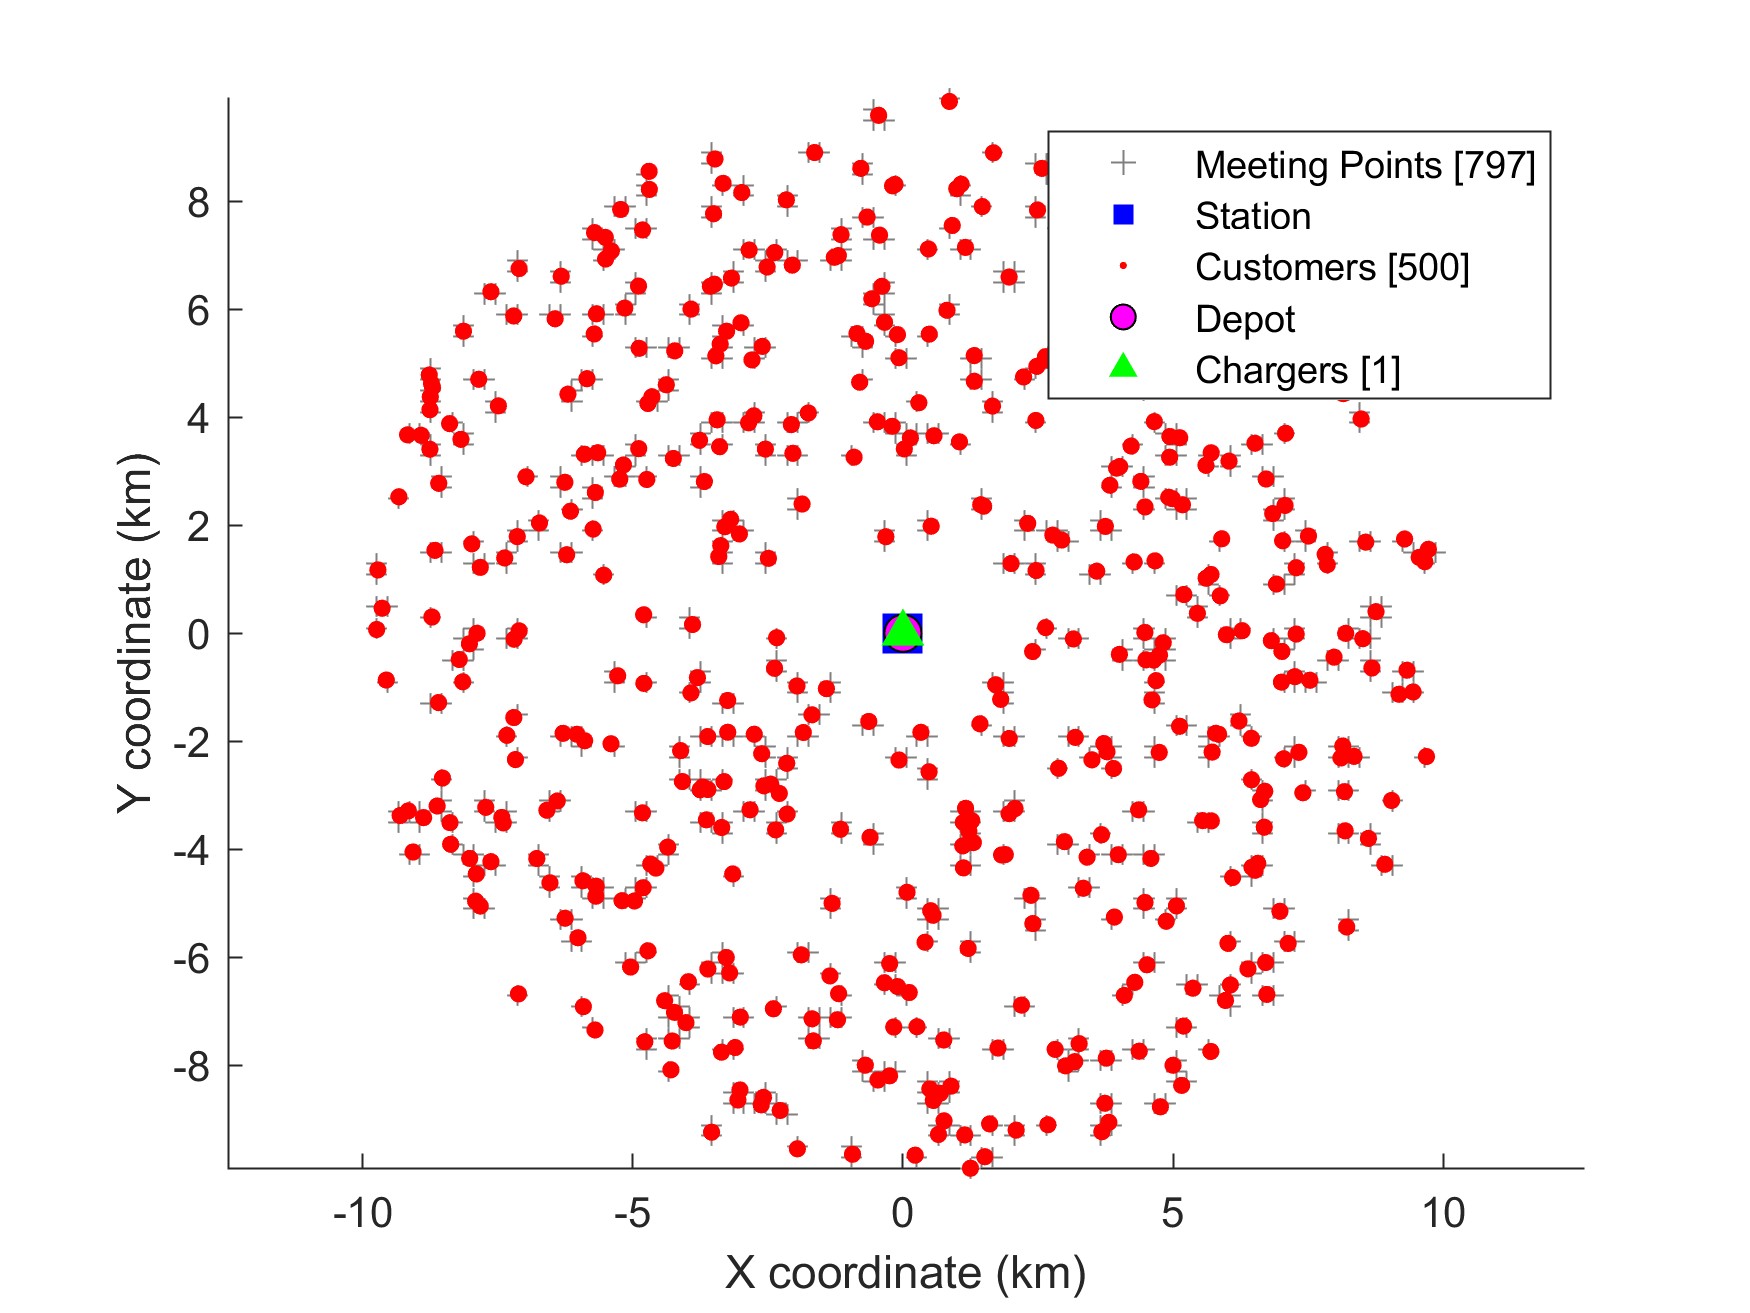 Meeting Points [797]
Station
Customers [500]
Depot
Chargers [1]
8
6
4
2
0
-2
-4
-6
-8
Y coordinate (km)
-10 -5 0 5 10
X coordinate (km)